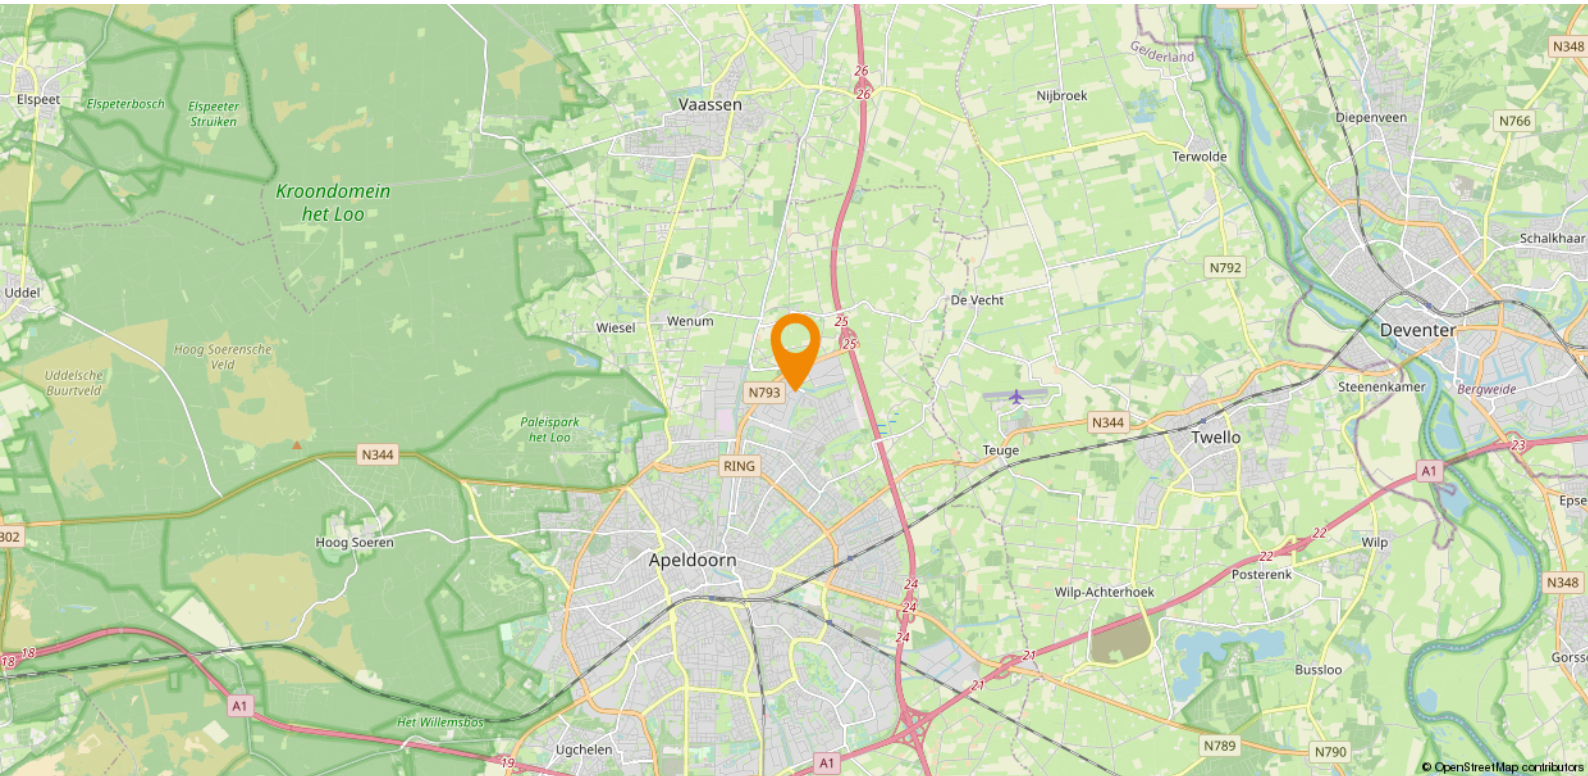 26
26
Gelderland
N348
Elspeet
Elspeterbosch
Elspeeter
Struiken
Vaassen
Nijbroek
Diepenveen
N766
Terwolde
Kroondomein
het Loo
Schalkhaar
N792
Uddel
De Vecht
Wiesel
Wenum
25
25
Deventer
Hoog Soerensche
Veld
Uddelsche
Buurtveld
Steenenkamer
Bergweide
N793
Paleispark
het Loo
N344
N344
Teuge
Twello
23
RING
A1
Epse
302
Hoog Soeren
22
22
Wilp
Apeldoorn
Posterenk
24
24
24
N348
Wilp-Achterhoek
18
18
21
21
Bussloo
Gorsse
A1
Het Willemsbos
Ugchelen
19
A1
N789
N790
© OpenStreetMap contributors